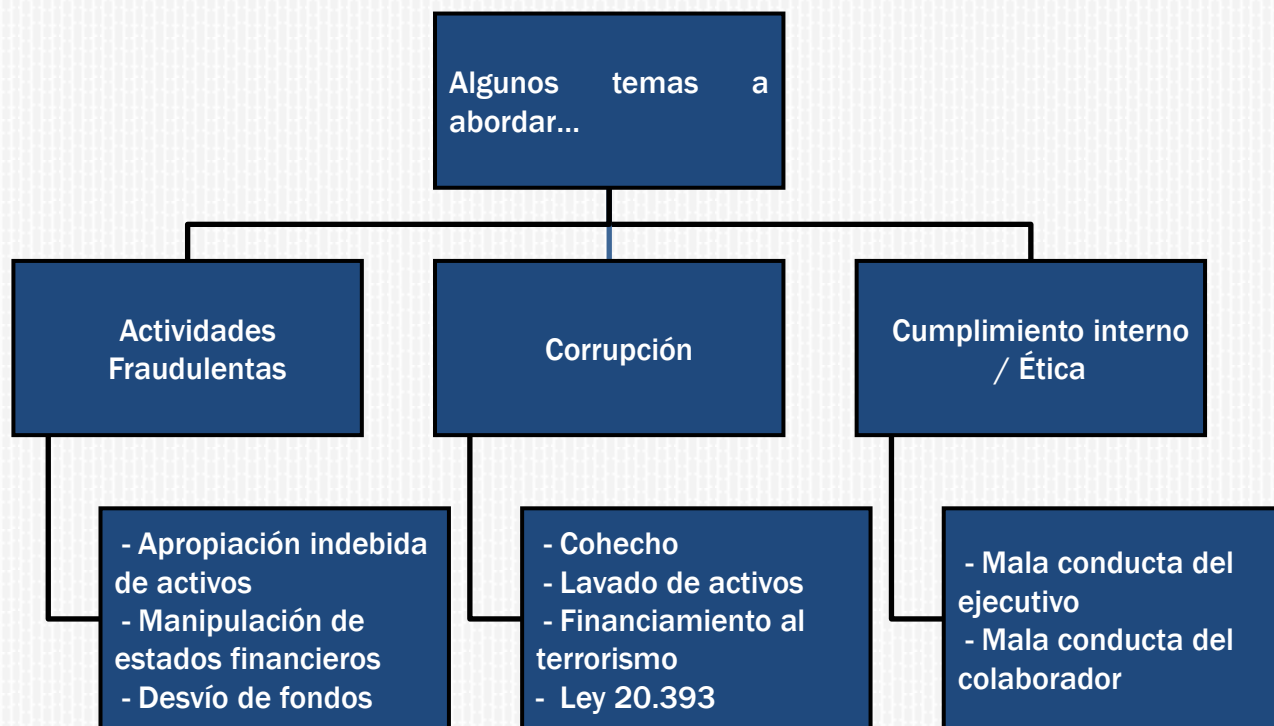 Algunos temas a
abordar...
Actividades
Fraudulentas
Corrupción
Cumplimiento interno
/ Ética
- Apropiación indebida
de activos
- Manipulación de
estados financieros
- Desvío de fondos
- Cohecho
- Lavado de activos
- Financiamiento al
terrorismo
- Ley 20.393
- Mala conducta del
ejecutivo
- Mala conducta del
colaborador